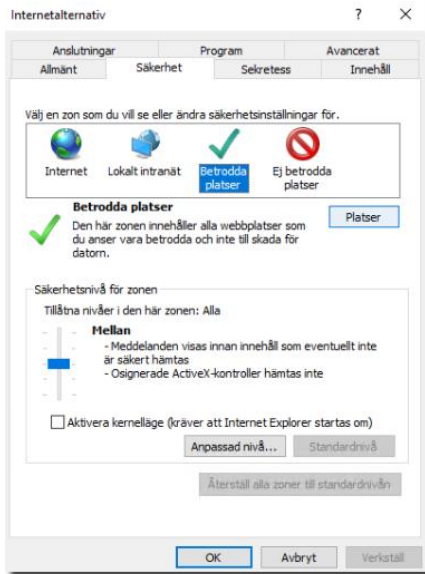 Internetalternativ
? X
Anslutningar Program Avancerat
Allmänt Säkerhet Sekretess Innehåll
Välj en zon som du vill se eller ändra säkerhetsinställningar för.
Internet Lokalt intranät Betrodda platser Ej betrodda platser
Betrodda platser
Den här zonen innehåller alla webbplatser som
du anser vara betrodda och inte till skada för
datorn.
Platser
Säkerhetsnivå för zonen
Tillåtna nivåer i den här zonen: Alla
Mellan
- Meddelanden visas innan innehåll som eventuellt inte
är säkert hämtas
- Osignerade ActiveX-kontroller hämtas inte
Aktivera kernelläge (kräver att Internet Explorer startas om)
Anpassad nivå... Standardnivå
Återställ alla zoner till standardnivån
OK Avbryt Verkställ